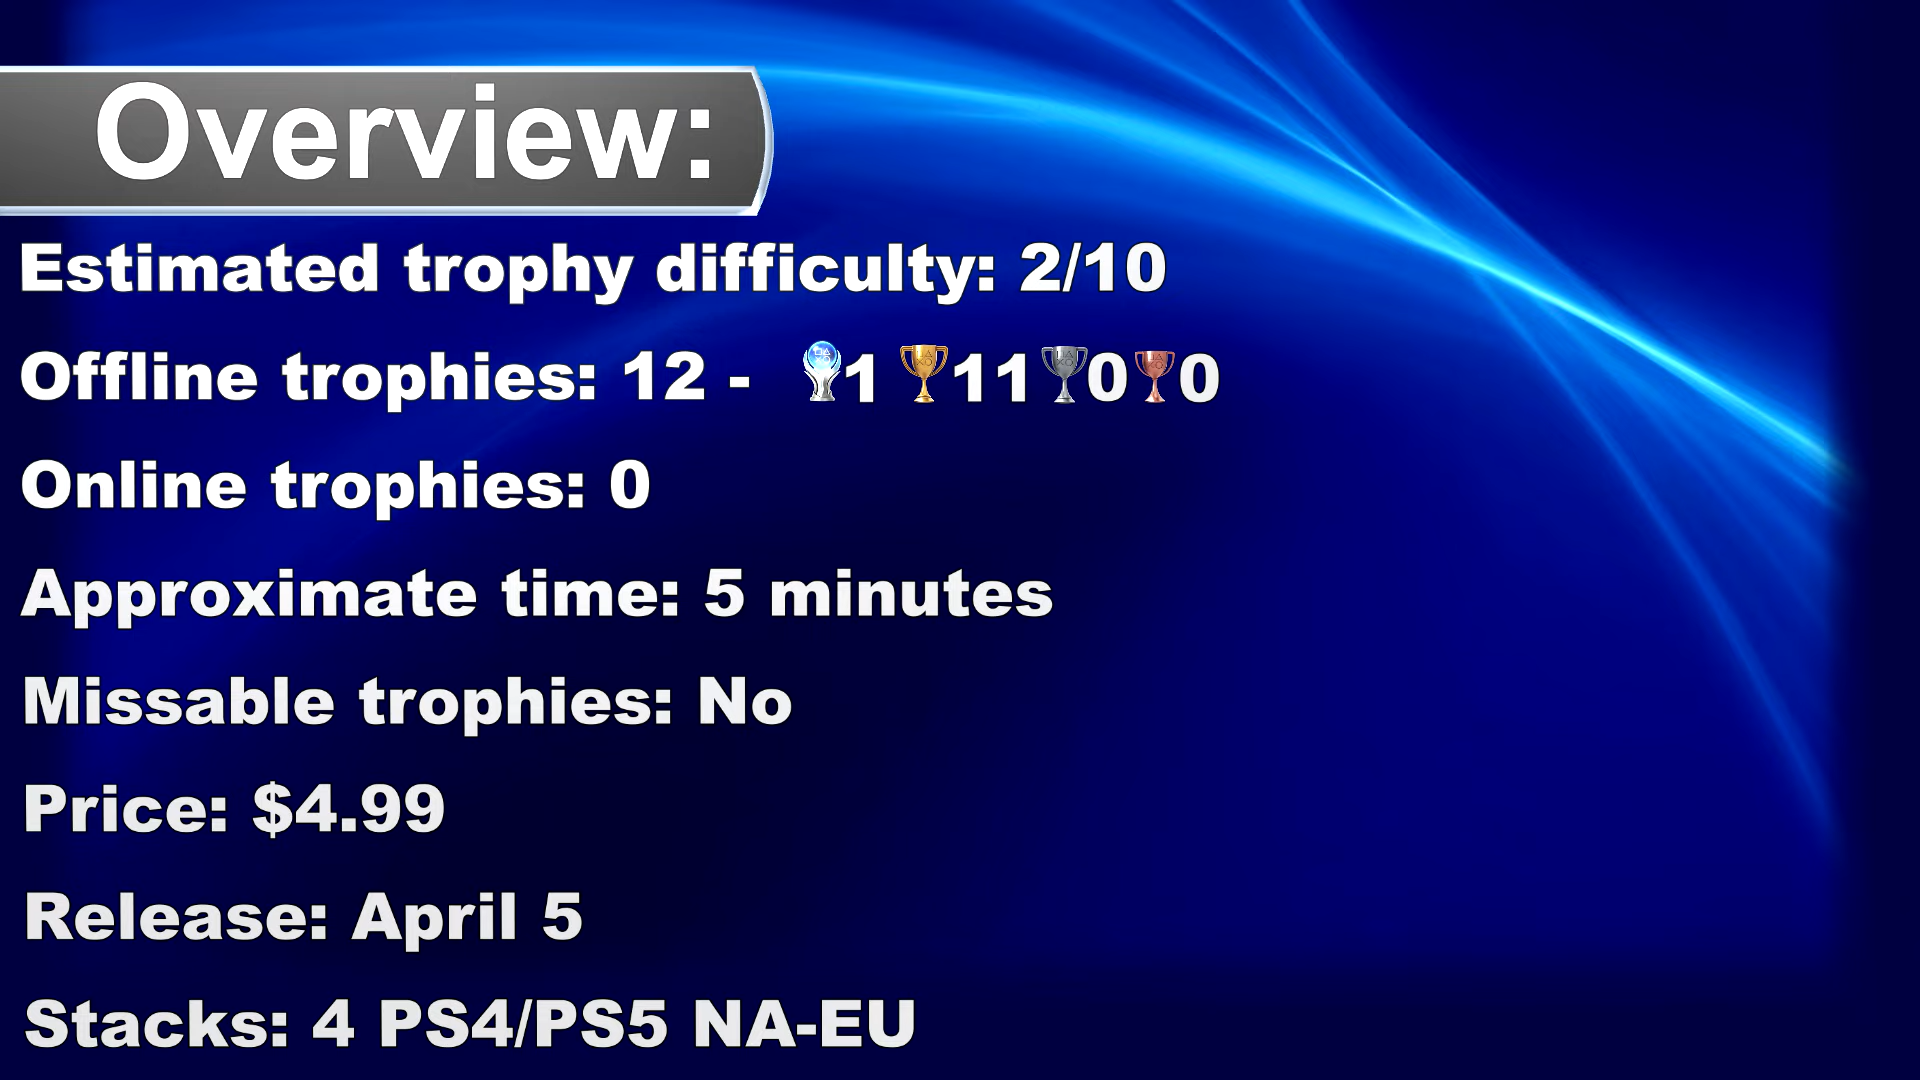 Overview:
Estimated trophy difficulty: 2/10
Offline trophies: 12 - 1 11 0 0
Online trophies: 0
Approximate time: 5 minutes
Missable trophies: No
Price: $4.99
Release: April 5
Stacks: 4 PS4/PS5 NA-EU